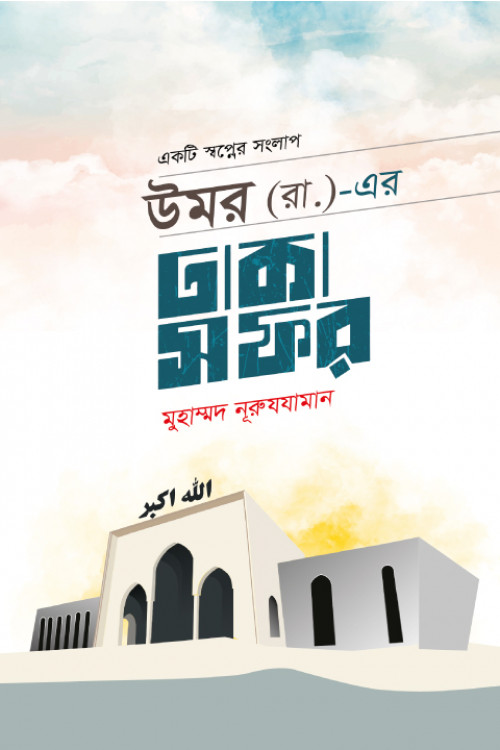 একটি স্বপ্নের সংলাপ
উমর (রা.)-এর
ঢাকা
সফর
মুহাম্মদ নূরুযযামান
الله اكبر